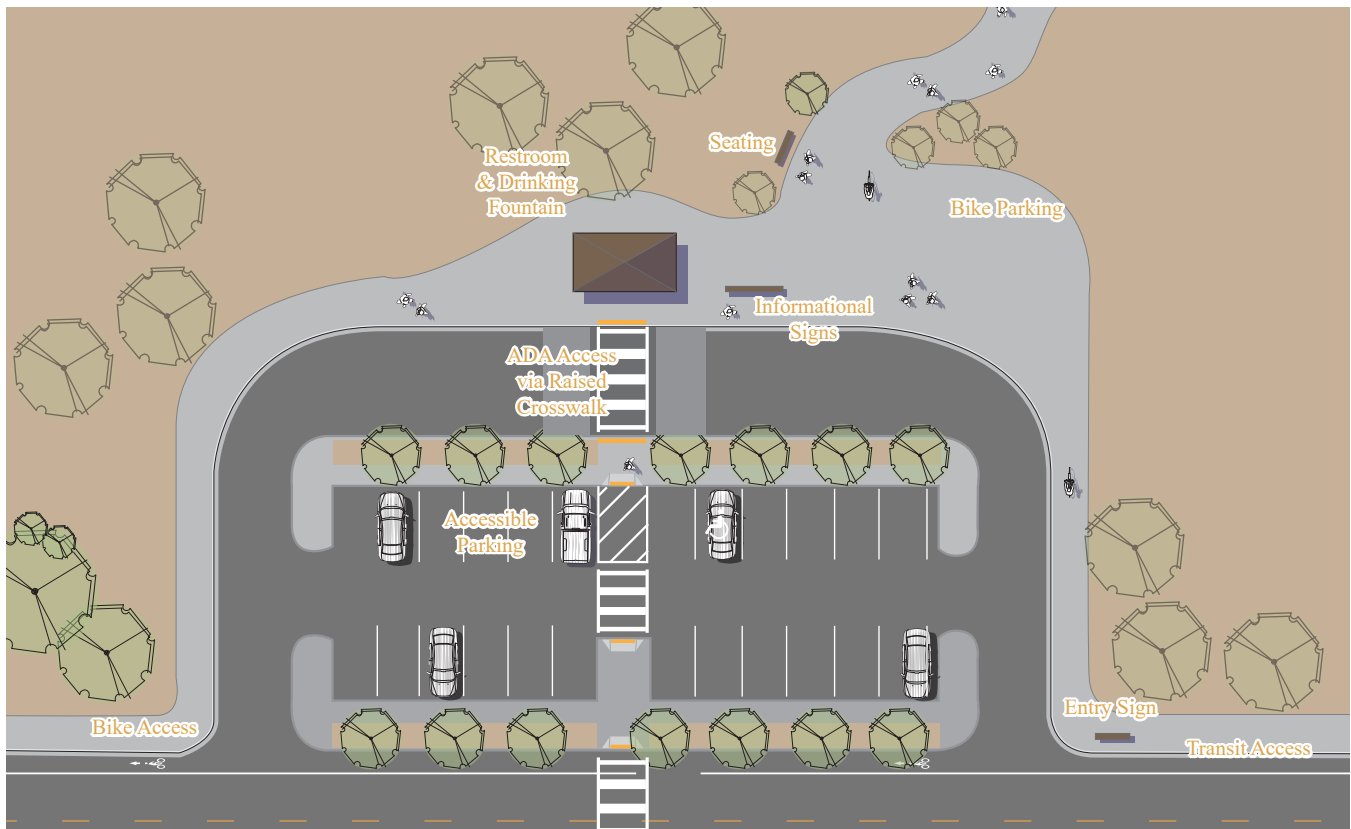 Seating
Restroom
& Drinking
Fountain
Bike Parking
Informational
Signs
ADA Access
via Raised
Crosswalk
Accessible
Parking
Entry Sign
Bike Access
Transit Access